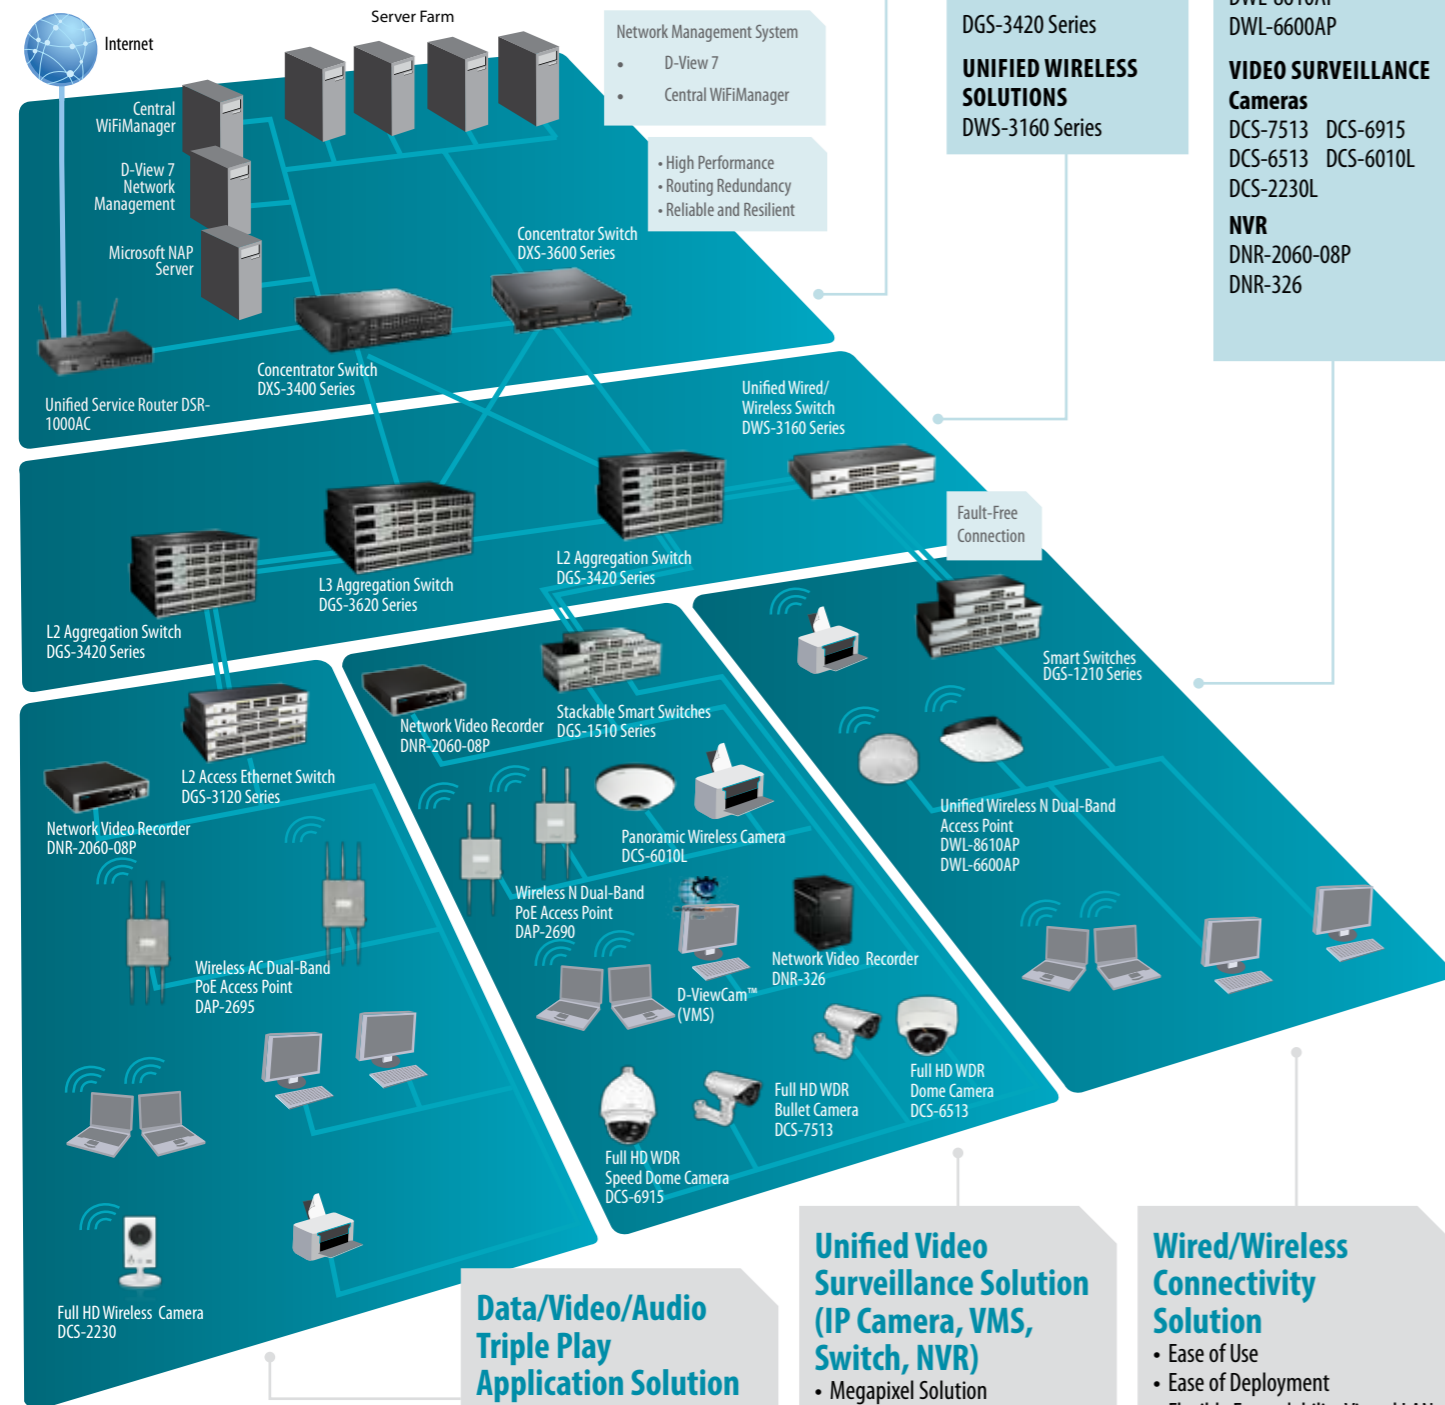 Server Farm
Internet
Network Management System
• D-View 7
• Central WiFiManager
• High Performance
• Routing Redundancy
• Reliable and Resilient
Central
WiFiManager
D-View 7
Network
Management
Microsoft NAP
Server
Concentrator Switch
DXS-3600 Series
Concentrator Switch
DXS-3400 Series
Unified Service Router DSR-
1000AC
DGS-3420 Series
UNIFIED WIRELESS
SOLUTIONS
DWS-3160 Series
DWL-8610AP
DWL-6600AP
VIDEO SURVEILLANCE
Cameras
DCS-7513 DCS-6915
DCS-6513 DCS-6010L
DCS-2230L
NVR
DNR-2060-08P
DNR-326
Unified Wired/
Wireless Switch
DWS-3160 Series
Fault-Free
Connection
L2 Aggregation Switch
DGS-3420 Series
L3 Aggregation Switch
DGS-3620 Series
L2 Aggregation Switch
DGS-3420 Series
Smart Switches
DGS-1210 Series
L2 Access Ethernet Switch
DGS-3120 Series
Network Video Recorder
DNR-2060-08P
Wireless AC Dual-Band
PoE Access Point
DAP-2695
Full HD Wireless Camera
DCS-2230
Network Video Recorder
DNR-2060-08P
Stackable Smart Switches
DGS-1510 Series
Panoramic Wireless Camera
DCS-6010L
Wireless N Dual-Band
PoE Access Point
DAP-2690
D-ViewCam™
(VMS)
Network Video Recorder
DNR-326
Full HD WDR
Dome Camera
DCS-6513
Full HD WDR
Bullet Camera
DCS-7513
Full HD WDR
Speed Dome Camera
DCS-6915
Unified Wireless N Dual-Band
Access Point
DWL-8610AP
DWL-6600AP
Data/Video/Audio
Triple Play
Application Solution
Unified Video
Surveillance Solution
(IP Camera, VMS,
Switch, NVR)
• Megapixel Solution
Wired/Wireless
Connectivity
Solution
• Ease of Use
• Ease of Deployment